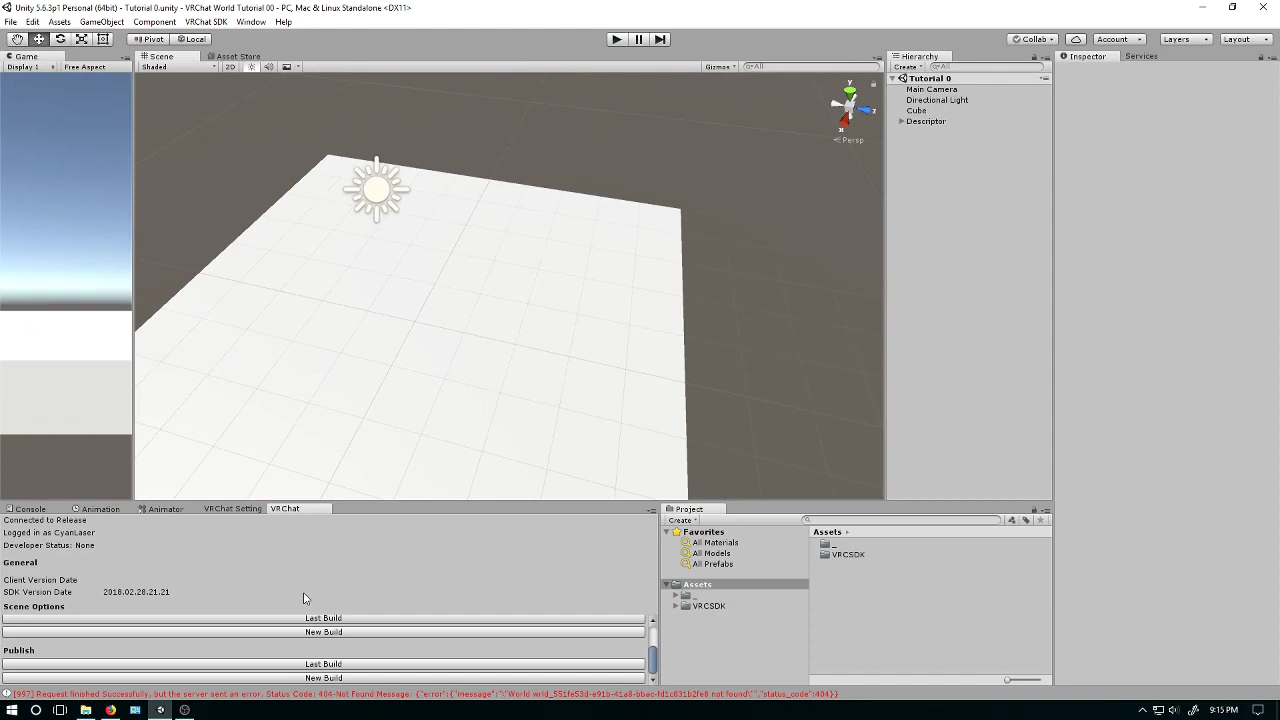 Unity 5.6.3p1 Personal (64bit) - Tutorial 0.unity - VRChat World Tutorial 00 - PC, Mac & Linux Standalone <DX11>
File Edit Assets GameObject Component VRChat SDK Window Help
Pivot Local Collab Account Layers Layout
Game Scene Asset Store Hierarchy Inspector Services
Display 1 Free Aspect Shaded 2D Gizmos All Create All
Tutorial 0
Main Camera
Directional Light
Cube
Descriptor
y
z
x
Persp
Console Animation Animator VRChat Setting VRChat
Connected to Release
Logged in as CyanLaser
Developer Status: None
General
Client Version Date
SDK Version Date 2018.02.28.21.21
Scene Options
Last Build
New Build
Publish
Last Build
New Build
Project
Create
Favorites
All Materials
All Models
All Prefabs
Assets
_
VRCSDK
Assets
_
VRCSDK
[997] Request finished Successfully, but the server sent an error. Status Code: 404-Not Found Message: {"error":{"message":"\"World wrld_551fe53d-e91b-41a8-bbac-fd1c831b2fe8 not found\"","status_code":404}}
9:15 PM